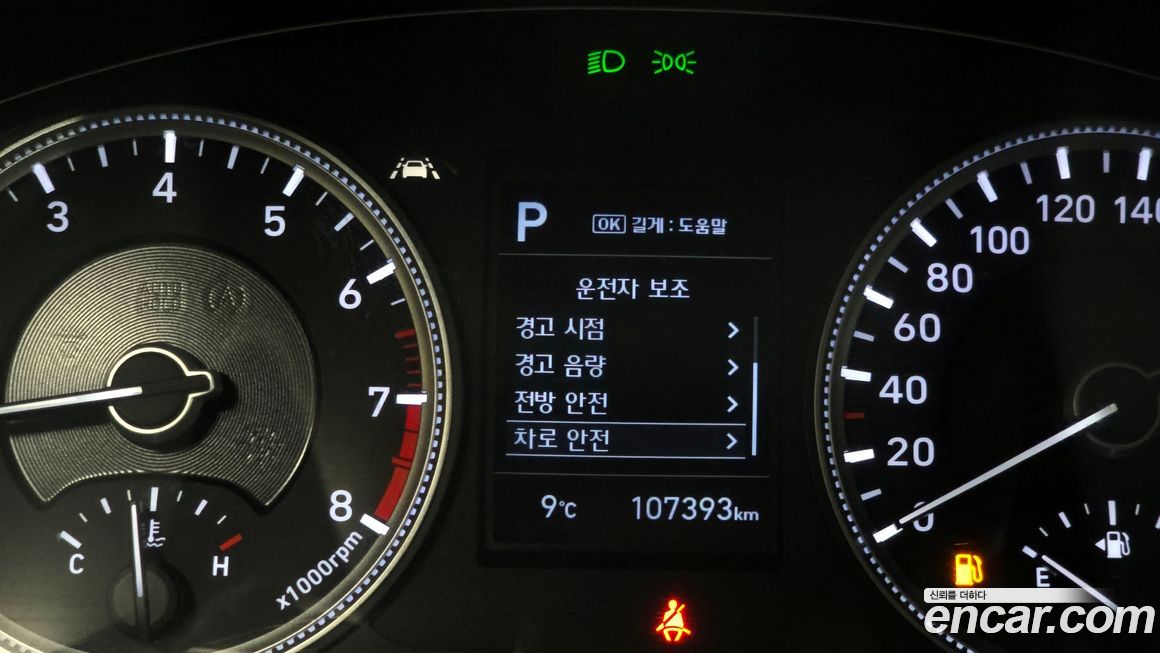 P
OK 길게 : 도움말
운전자 보조
경고 시점
경고 음량
전방 안전
차로 안전
9°C 107393km
3
4
5
6
7
8
x1000rpm
C H
0
20
40
60
80
100
120
140
E
신뢰를 더하다
encar.com